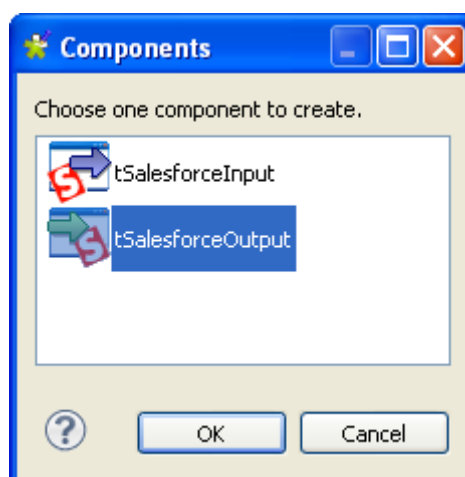 Components
Choose one component to create.
tSalesforceInput
tSalesforceOutput
OK
Cancel